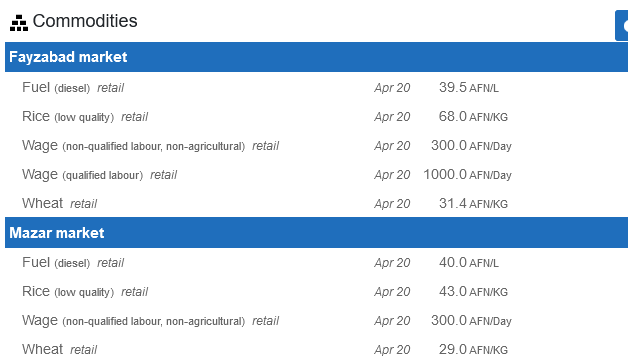 Commodities
Fayzabad market
Fuel (diesel) retail Apr 20 39.5 AFN/L
Rice (low quality) retail Apr 20 68.0 AFN/KG
Wage (non-qualified labour, non-agricultural) retail Apr 20 300.0 AFN/Day
Wage (qualified labour) retail Apr 20 1000.0 AFN/Day
Wheat retail Apr 20 31.4 AFN/KG
Mazar market
Fuel (diesel) retail Apr 20 40.0 AFN/L
Rice (low quality) retail Apr 20 43.0 AFN/KG
Wage (non-qualified labour, non-agricultural) retail Apr 20 300.0 AFN/Day
Wheat retail Apr 20 29.0 AFN/KG